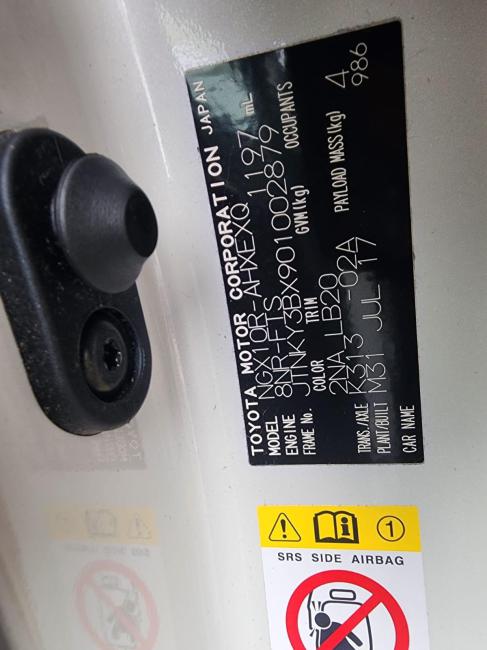 TOYOTA MOTOR CORPORATION JAPAN
MODEL NGX10R-AHXEXQ 1197 mL
ENGINE 8NR-FTS
FRAME No. JTNKY3BX901002879
COLOR TRIM GVM(kg) OCCUPANTS
2NA LB20 4
TRANS./AXLE K313 -02A PAYLOAD MASS(kg) 986
PLANT/BUILT M31 JUL 17
CAR NAME
1
SRS SIDE AIRBAG